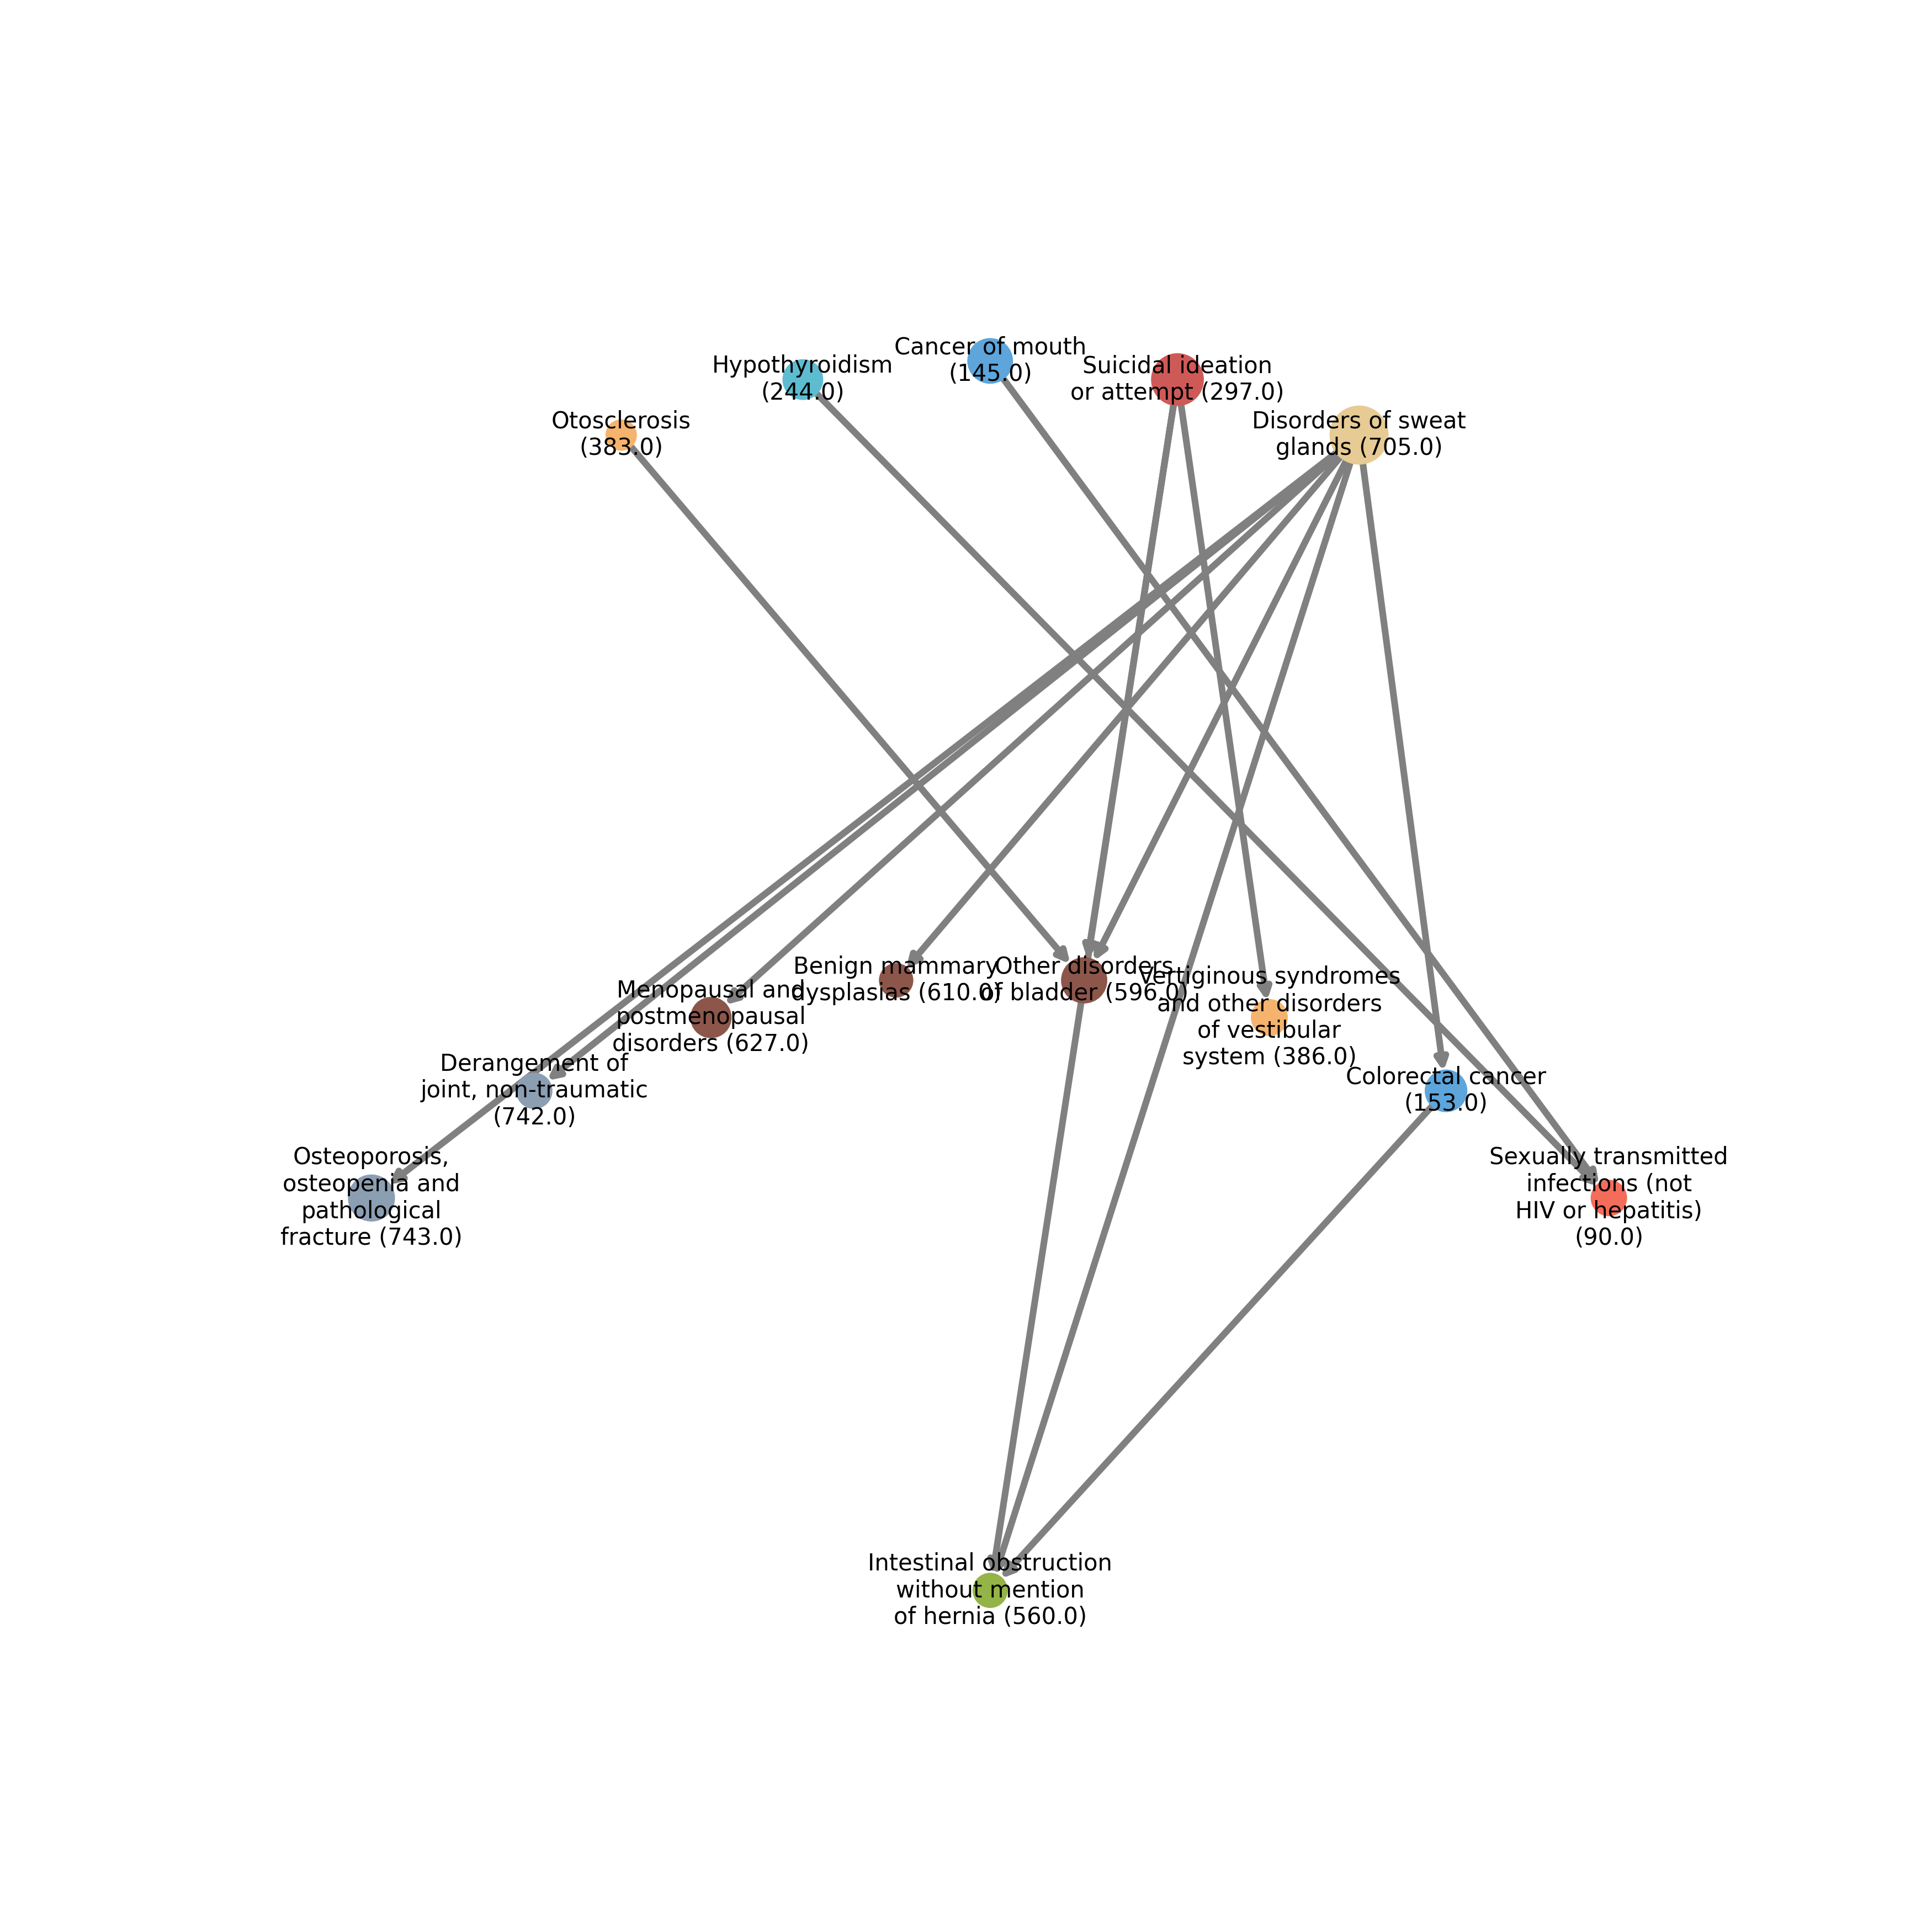 Cancer of mouth
(145.0)
Hypothyroidism
(244.0)
Suicidal ideation
or attempt (297.0)
Otosclerosis
(383.0)
Disorders of sweat
glands (705.0)
Benign mammary
dysplasias (610.0)
Other disorders
of bladder (596.0)
Vertiginous syndromes
and other disorders
of vestibular
system (386.0)
Menopausal and
postmenopausal
disorders (627.0)
Derangement of
joint, non-traumatic
(742.0)
Colorectal cancer
(153.0)
Osteoporosis,
osteopenia and
pathological
fracture (743.0)
Sexually transmitted
infections (not
HIV or hepatitis)
(90.0)
Intestinal obstruction
without mention
of hernia (560.0)